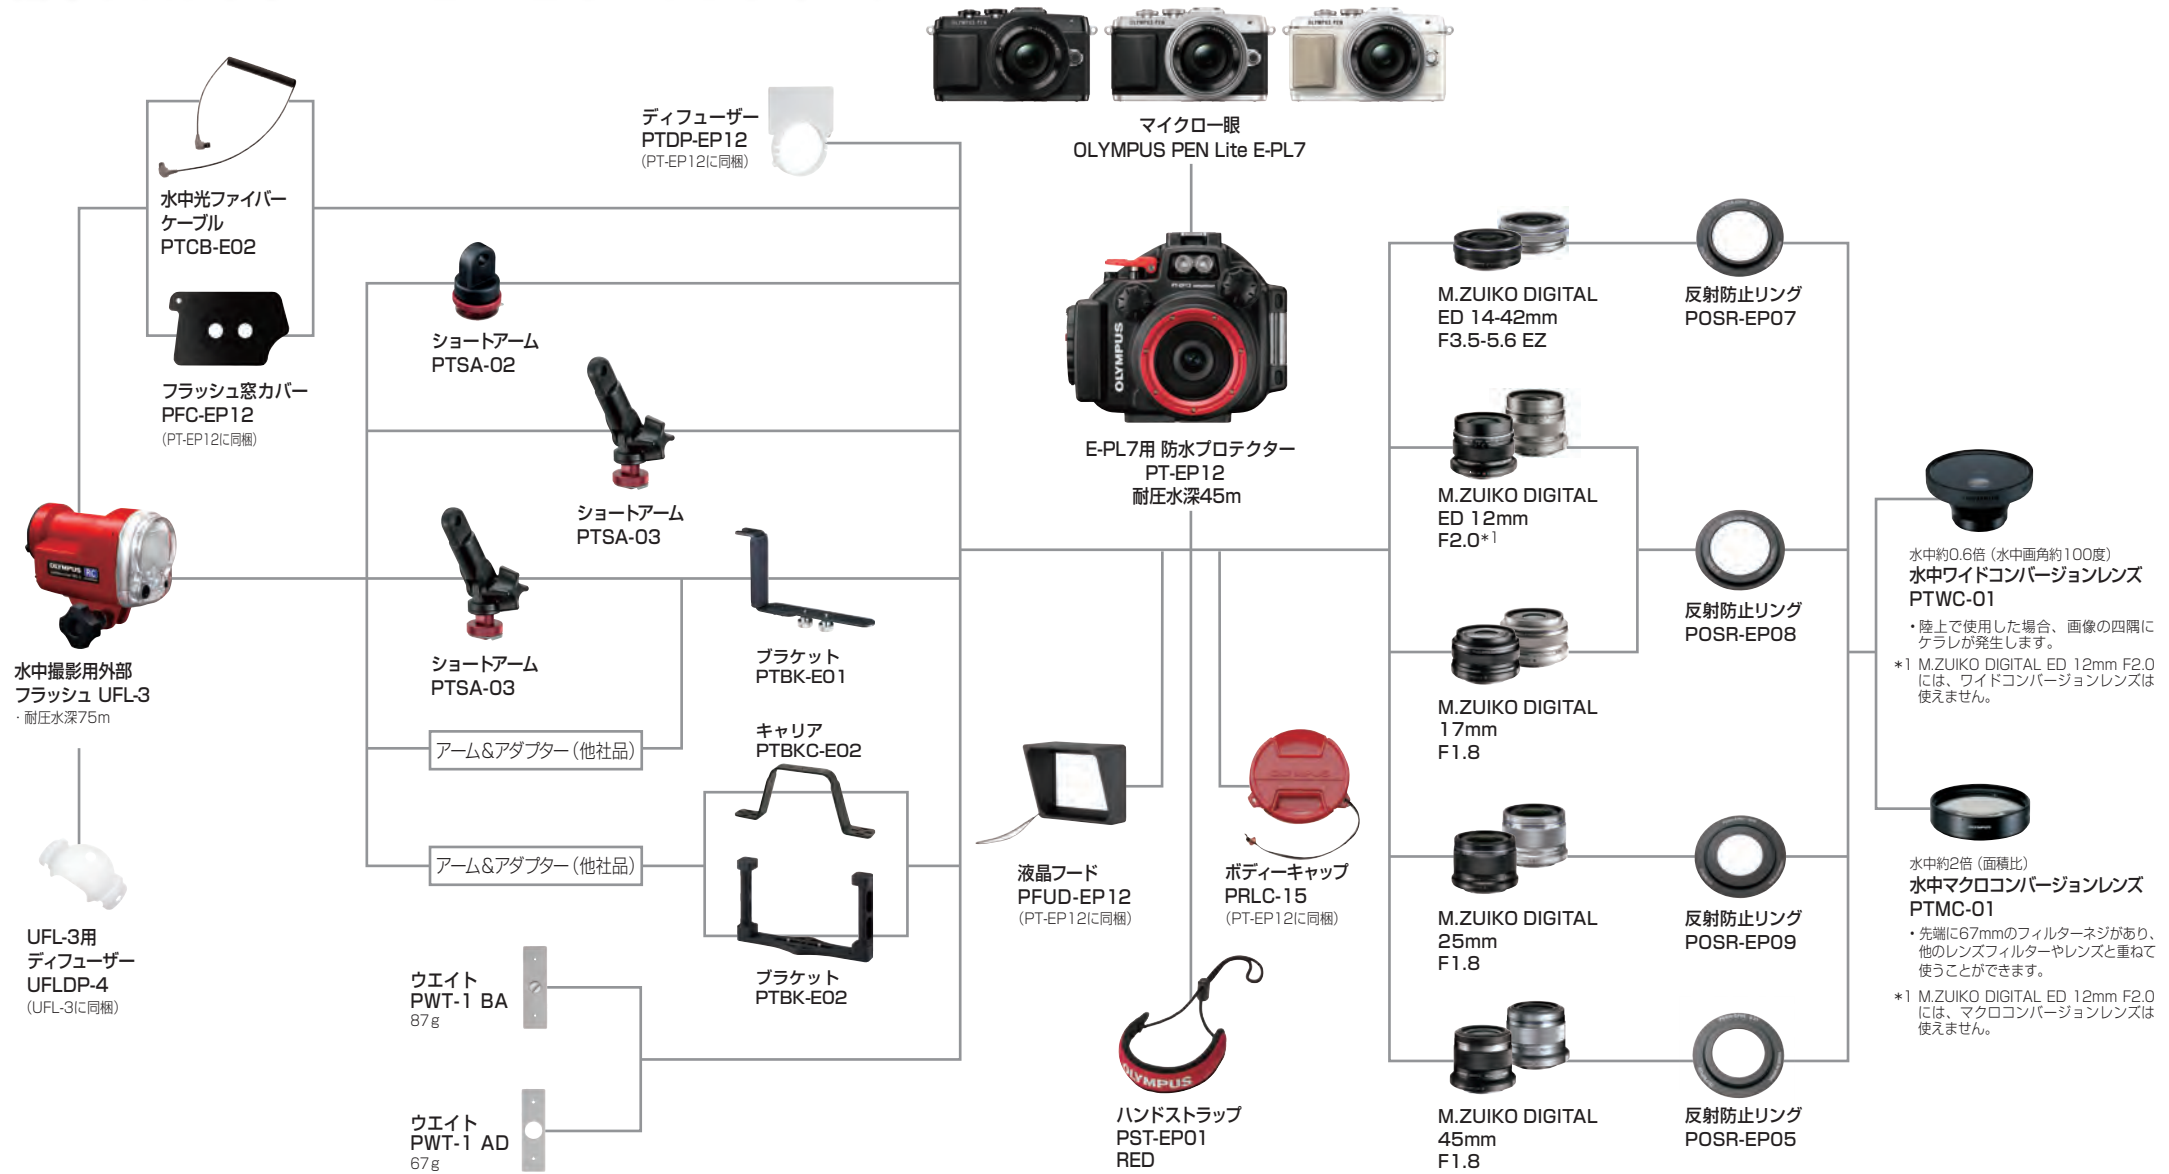 マイクロ一眼
OLYMPUS PEN Lite E-PL7
ディフューザー
PTDP-EP12
(PT-EP12に同梱)
水中光ファイバー
ケーブル
PTCB-E02
フラッシュ窓カバー
PFC-EP12
(PT-EP12に同梱)
ショートアーム
PTSA-02
ショートアーム
PTSA-03
ショートアーム
PTSA-03
OLYMPUS
RC
水中撮影用外部
フラッシュ UFL-3
・耐圧水深75m
UFL-3用
ディフューザー
UFLDP-4
(UFL-3に同梱)
ブラケット
PTBK-E01
アーム&アダプター(他社品)
キャリア
PTBKC-E02
アーム&アダプター(他社品)
ブラケット
PTBK-E02
ウエイト
PWT-1 BA
87g
ウエイト
PWT-1 AD
67g
OLYMPUS
E-PL7用 防水プロテクター
PT-EP12
耐圧水深45m
液晶フード
PFUD-EP12
(PT-EP12に同梱)
ボディーキャップ
PRLC-15
(PT-EP12に同梱)
OLYMPUS
ハンドストラップ
PST-EP01
RED
M.ZUIKO DIGITAL
ED 14-42mm
F3.5-5.6 EZ
反射防止リング
POSR-EP07
M.ZUIKO DIGITAL
ED 12mm
F2.0*1
M.ZUIKO DIGITAL
17mm
F1.8
反射防止リング
POSR-EP08
M.ZUIKO DIGITAL
25mm
F1.8
反射防止リング
POSR-EP09
M.ZUIKO DIGITAL
45mm
F1.8
反射防止リング
POSR-EP05
水中約0.6倍(水中画角約100度)
水中ワイドコンバージョンレンズ
PTWC-01
・陸上で使用した場合、画像の四隅に
ケラレが発生します。
*1 M.ZUIKO DIGITAL ED 12mm F2.0
には、ワイドコンバージョンレンズは
使えません。
水中約2倍(面積比)
水中マクロコンバージョンレンズ
PTMC-01
・先端に67mmのフィルターネジがあり、
他のレンズフィルターやレンズと重ねて
使うことができます。
*1 M.ZUIKO DIGITAL ED 12mm F2.0
には、マクロコンバージョンレンズは
使えません。